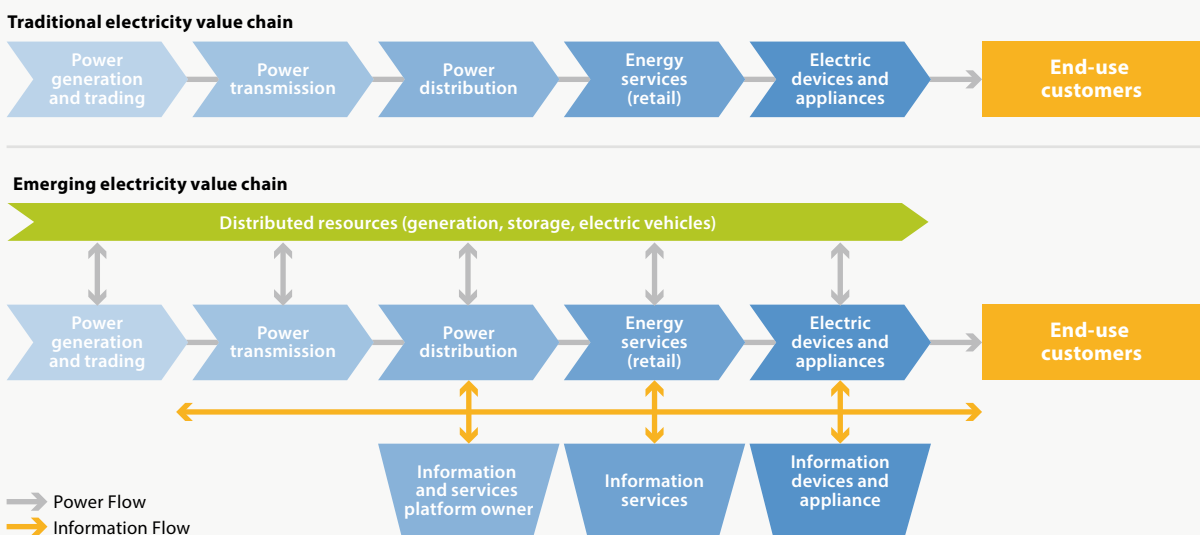 Traditional electricity value chain
Power
generation
and trading
Power
transmission
Power
distribution
Energy
services
(retail)
Electric
devices and
appliances
End-use
customers
Emerging electricity value chain
Distributed resources (generation, storage, electric vehicles)
Power
generation
and trading
Power
transmission
Power
distribution
Energy
services
(retail)
Electric
devices and
appliances
End-use
customers
Information
and services
platform owner
Information
services
Information
devices and
appliance
Power Flow
Information Flow